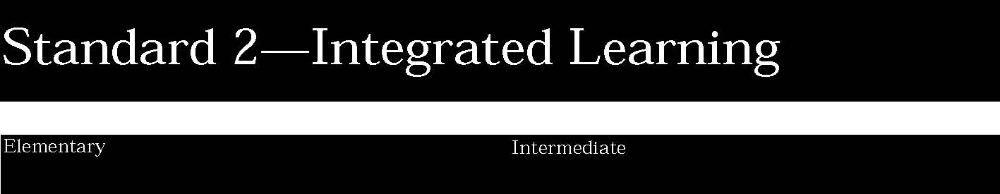 Standard 2—Integrated Learning
Elementary
Intermediate